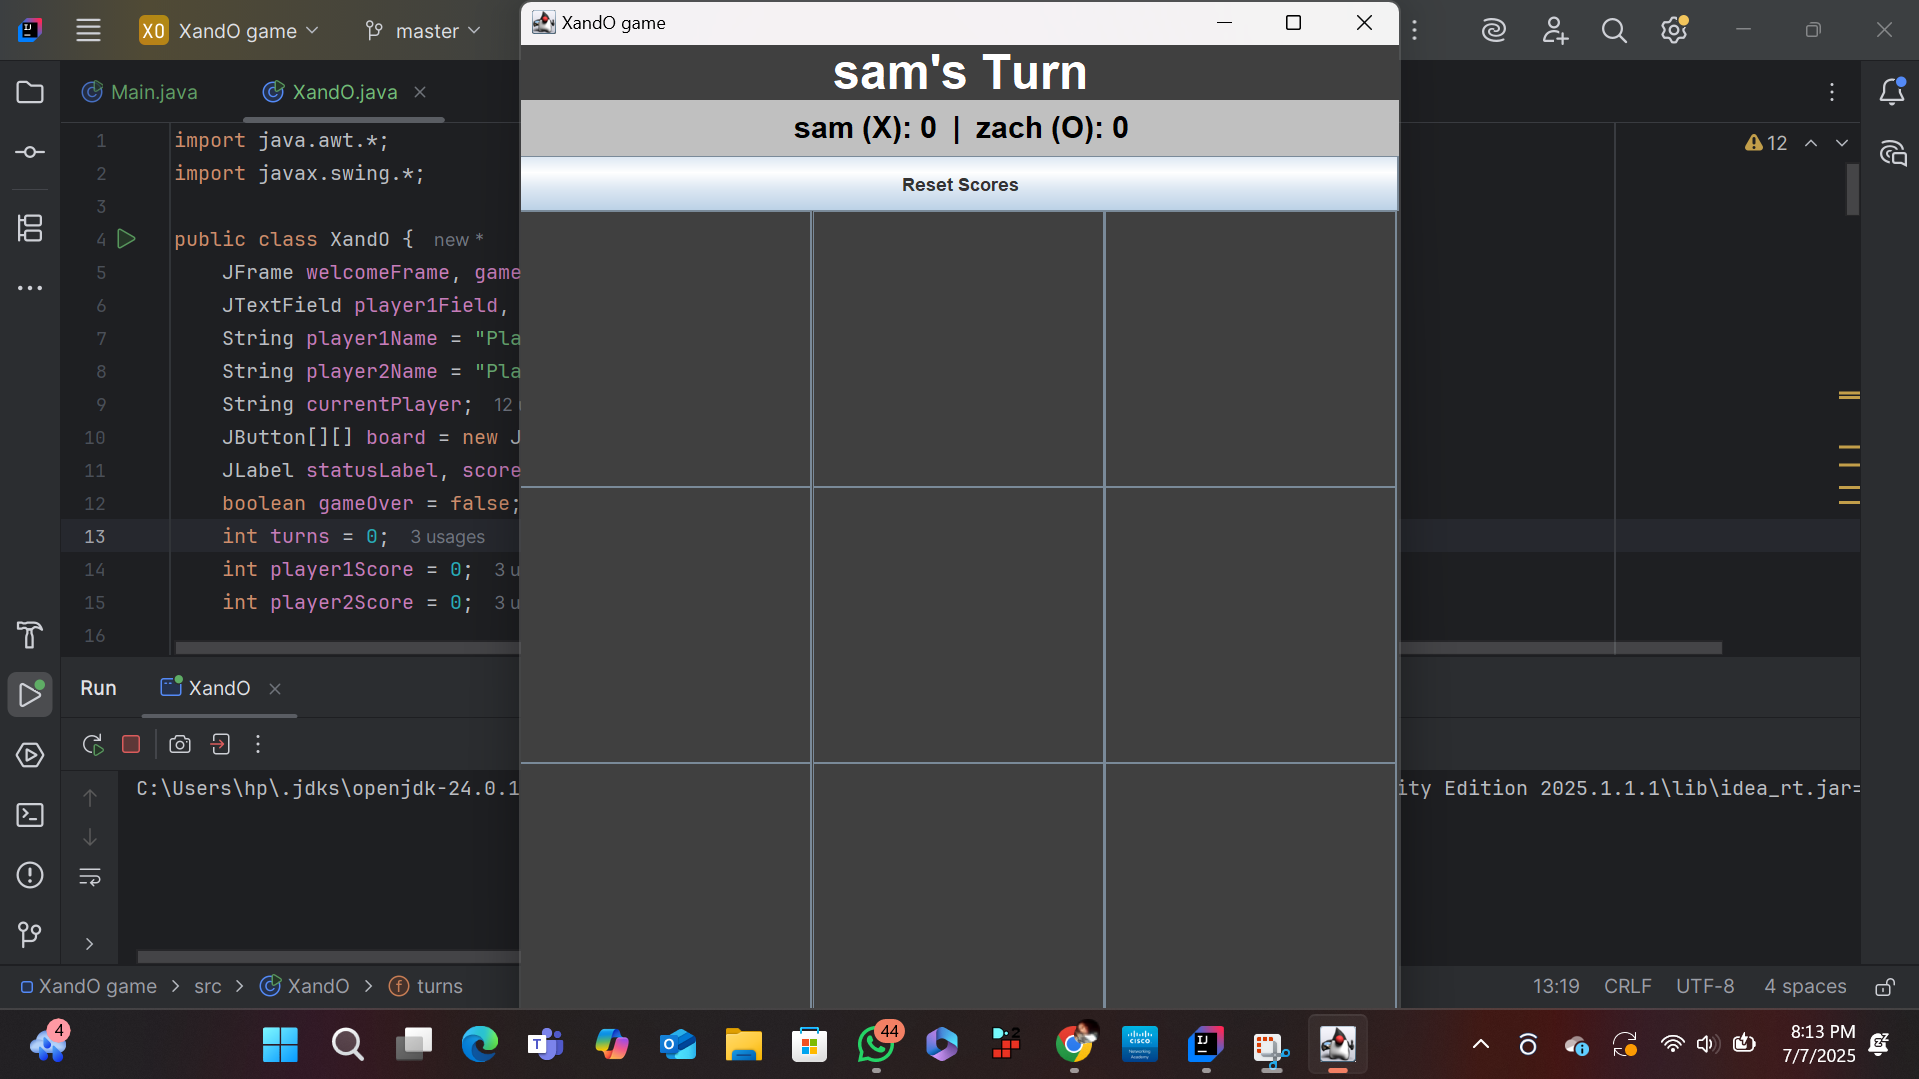 XO XandO game master
XandO game
Main.java XandO.java
sam's Turn
sam (X): 0 | zach (O): 0
Reset Scores
12
1 import java.awt.*;
2 import javax.swing.*;
3
4 public class XandO { new *
5 JFrame welcomeFrame, game
6 JTextField player1Field,
7 String player1Name = "Pla
8 String player2Name = "Pla
9 String currentPlayer; 12 u
10 JButton[][] board = new J
11 JLabel statusLabel, score
12 boolean gameOver = false;
13 int turns = 0; 3 usages
14 int player1Score = 0; 3 u
15 int player2Score = 0; 3 u
16
Run XandO
C:\Users\hp\.jdks\openjdk-24.0.1
ity Edition 2025.1.1.1\lib\idea_rt.jar=
XandO game > src > XandO > turns
13:19 CRLF UTF-8 4 spaces
4
44
8:13 PM
7/7/2025